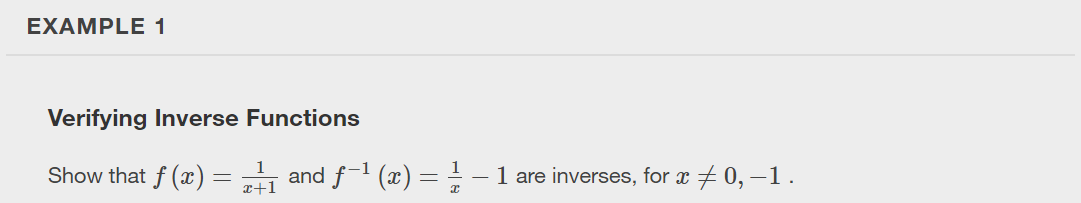 EXAMPLE 1
Verifying Inverse Functions
Show that f (x) = 1/(x+1) and f⁻¹ (x) = 1/x − 1 are inverses, for x ≠ 0, −1 .